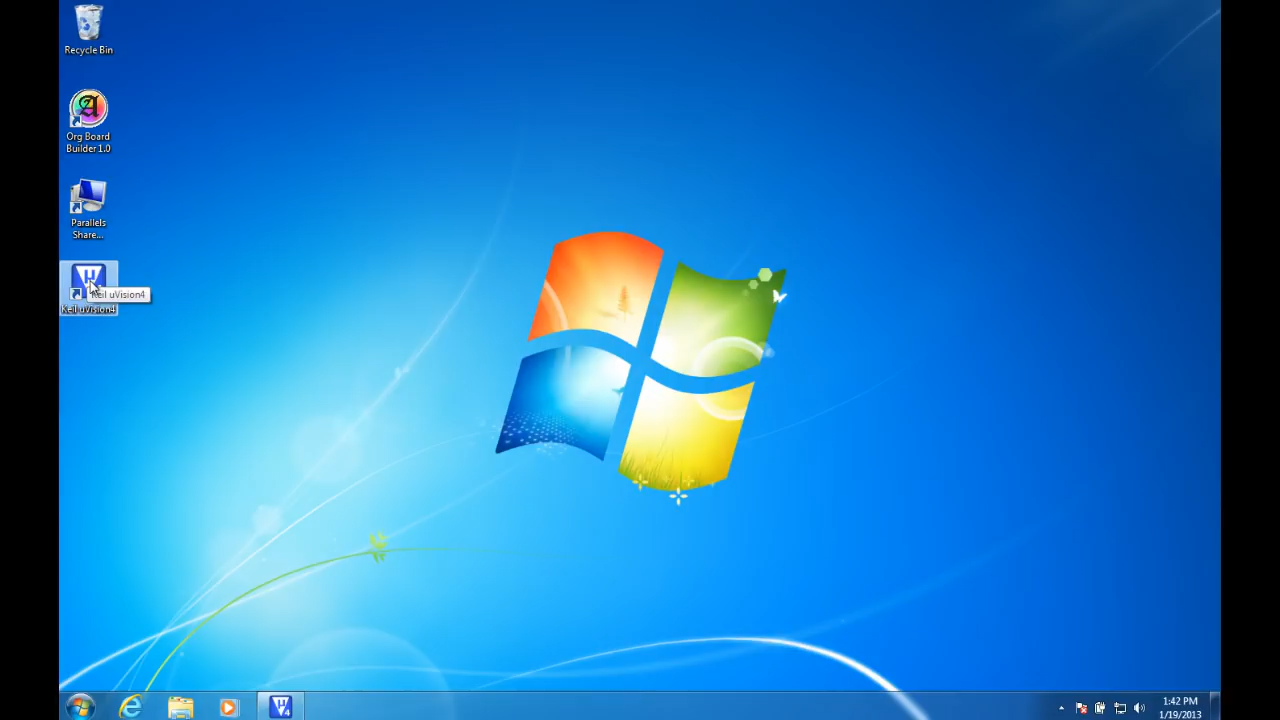 Recycle Bin
Org Board
Builder 1.0
Parallels
Share...
Keil uVision4
Keil uVision4
4
1:42 PM
1/19/2013